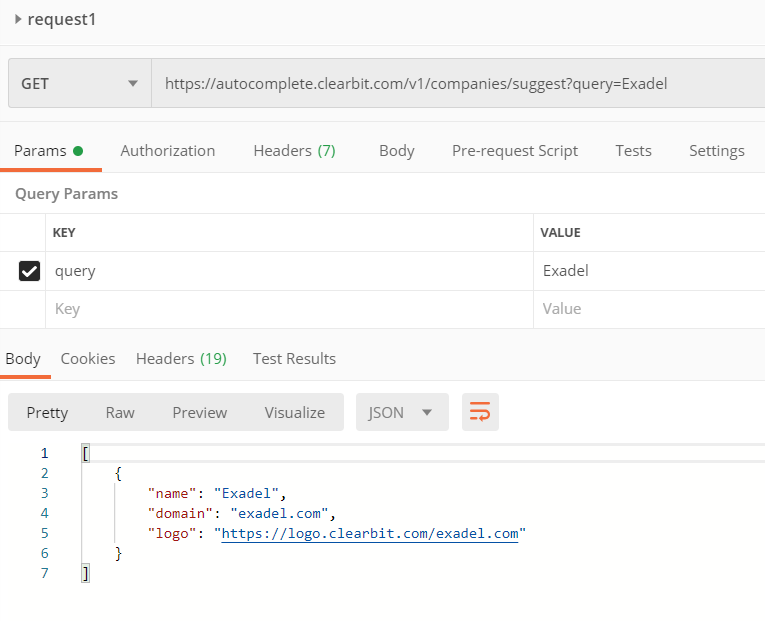 request1
GET https://autocomplete.clearbit.com/v1/companies/suggest?query=Exadel
Params Authorization Headers (7) Body Pre-request Script Tests Settings
Query Params
KEY VALUE
query Exadel
Key Value
Body Cookies Headers (19) Test Results
Pretty Raw Preview Visualize JSON
1 [
2 {
3 "name": "Exadel",
4 "domain": "exadel.com",
5 "logo": "https://logo.clearbit.com/exadel.com"
6 }
7 ]